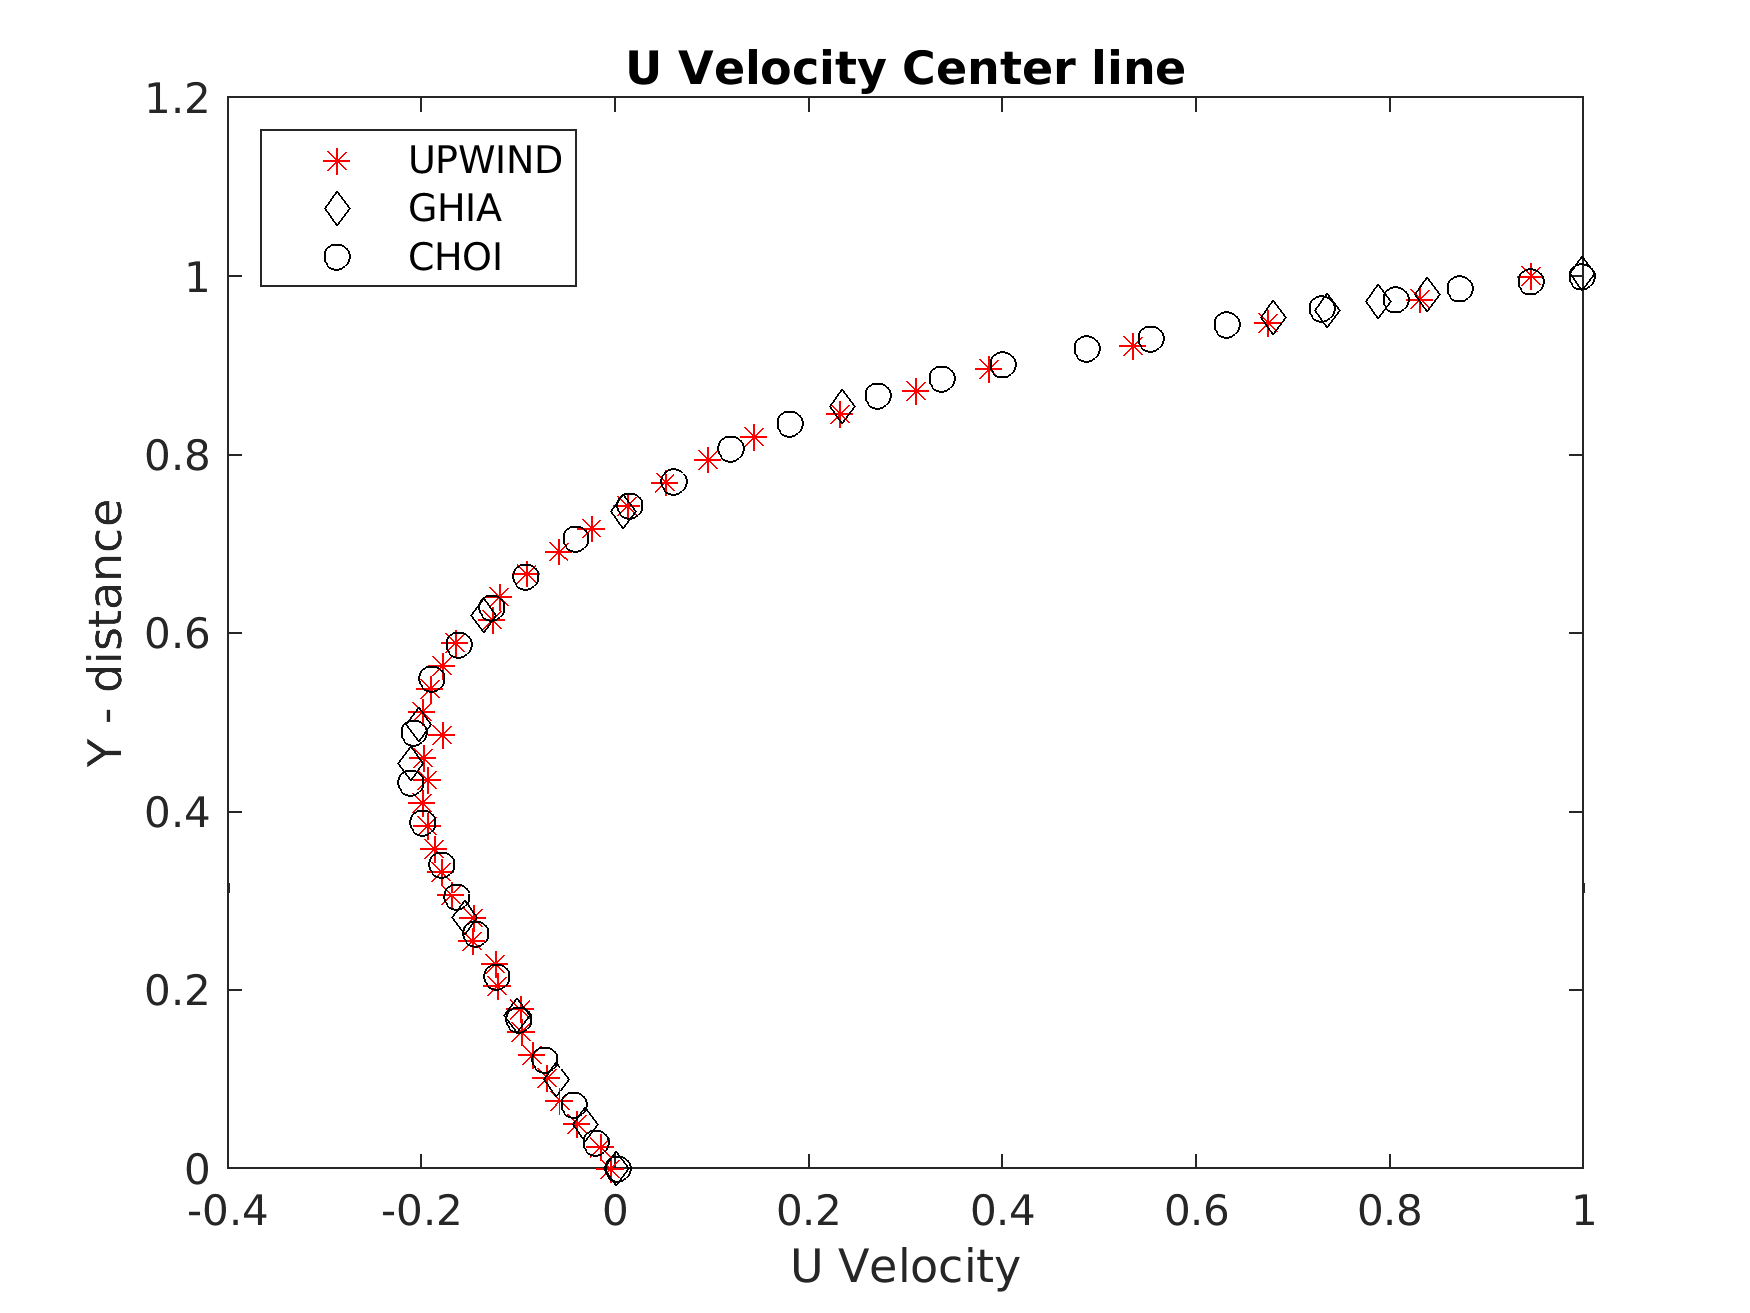 U Velocity Center line
1.2
1
0.8
0.6
0.4
0.2
0
UPWIND
GHIA
CHOI
Y - distance
-0.4 -0.2 0 0.2 0.4 0.6 0.8 1
U Velocity